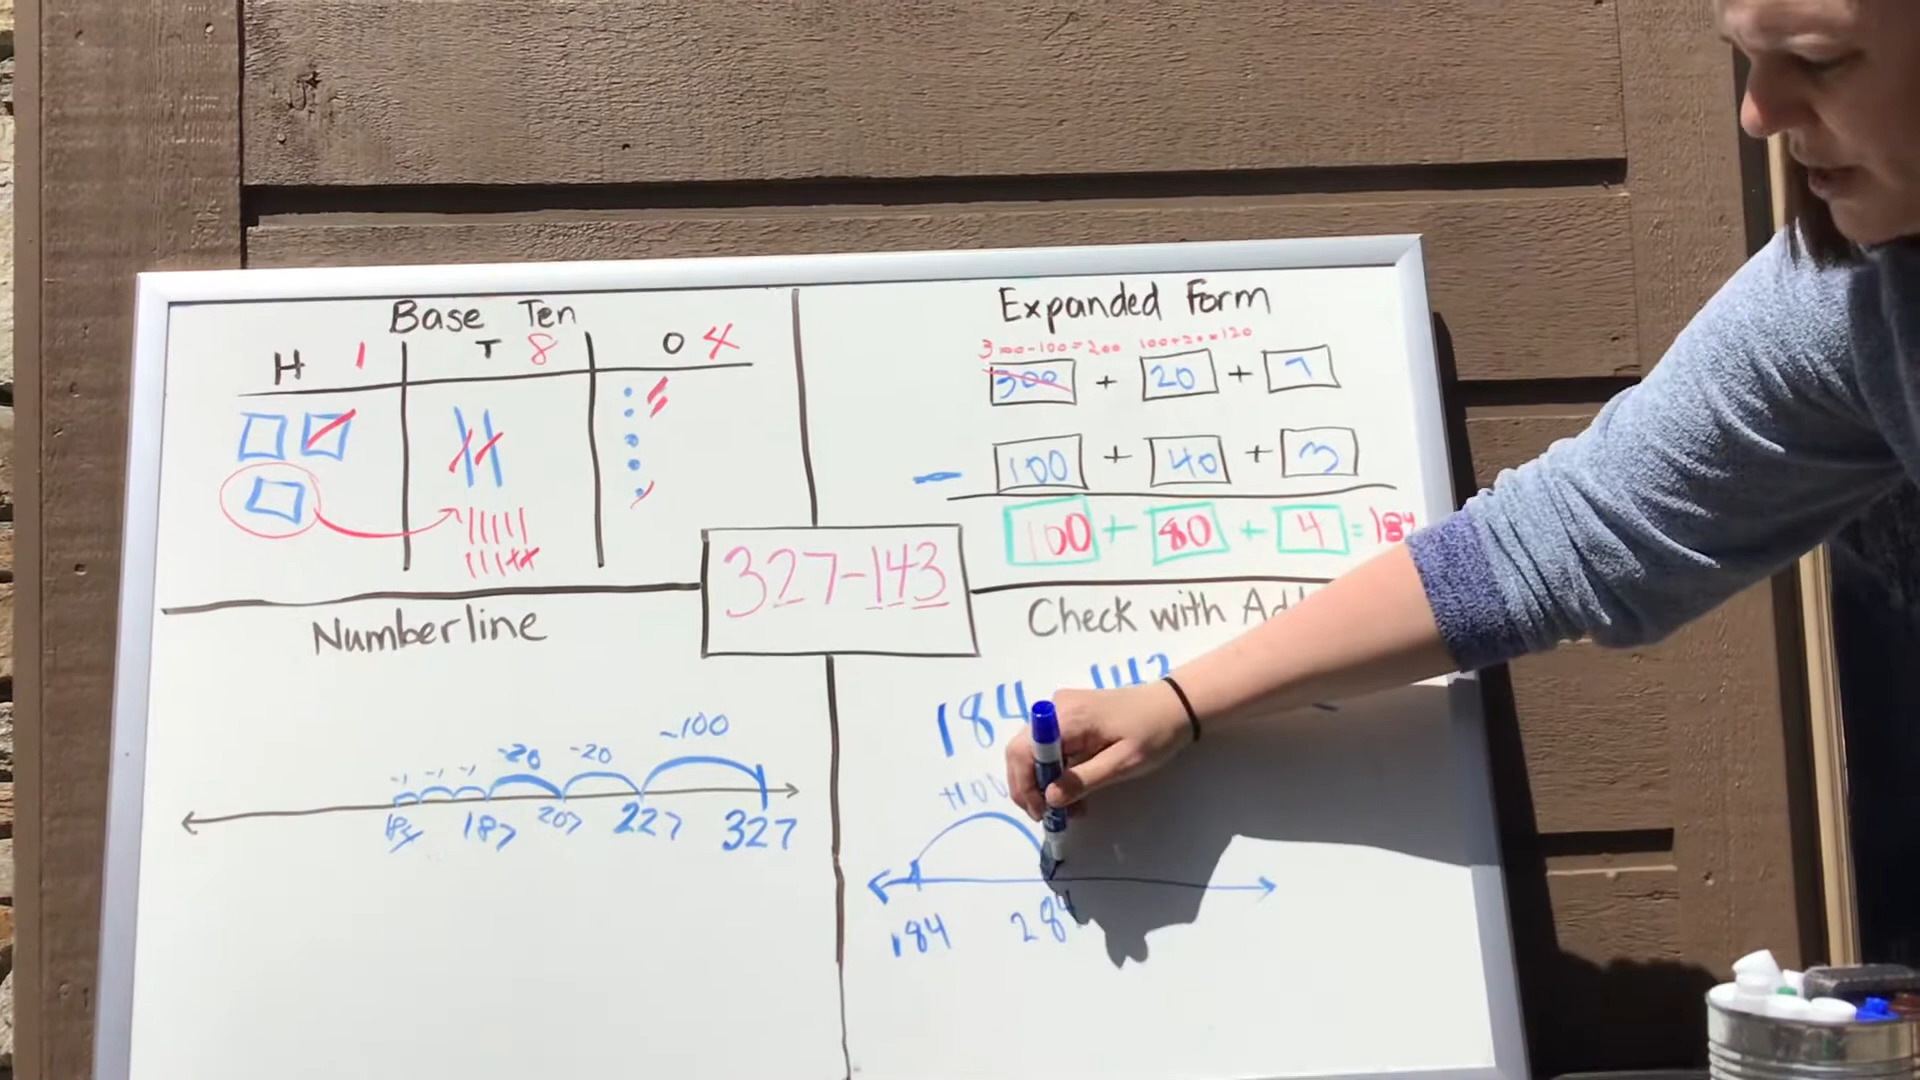 Base Ten
H 1 T 8 O 4
Expanded Form
300-100=200 100+20=120
300 + 20 + 7
- 100 + 40 + 3
100 + 80 + 4 = 184
327-143
Numberline
-1 -1 -1 -20 -20 -100
187 207 227 327
Check with
184 143
+100
184 284